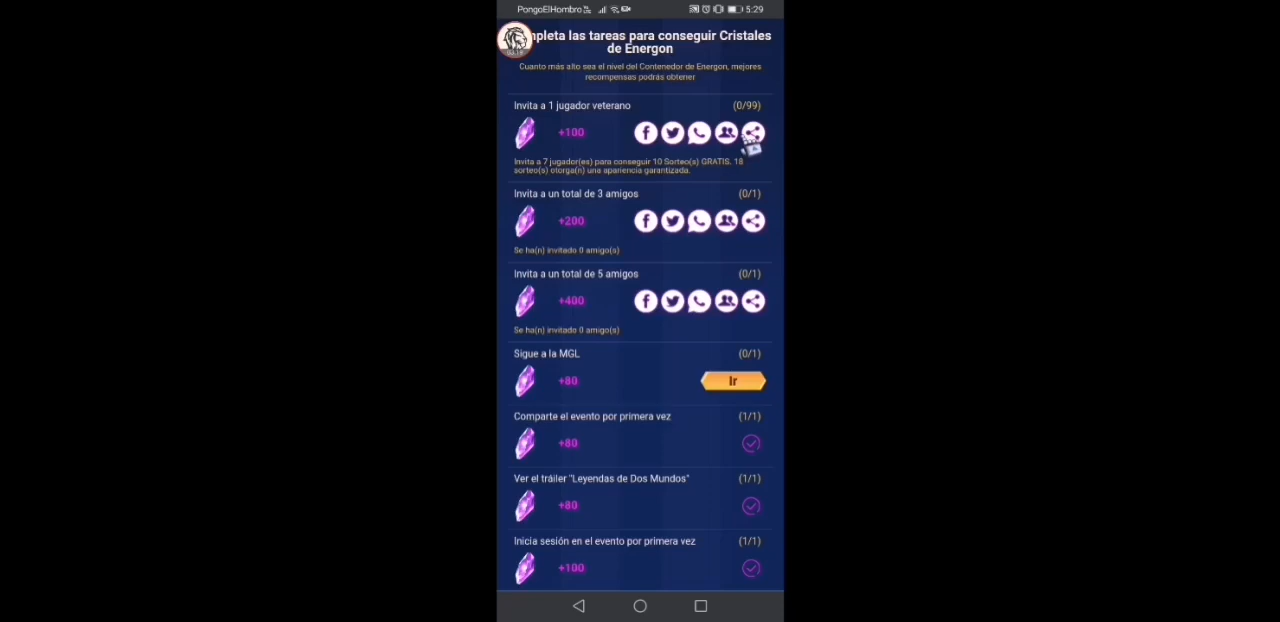 PongoElHombro 5:29
mpleta las tareas para conseguir Cristales
de Energon
Cuanto más alto sea el nivel del Contenedor de Energon, mejores
recompensas podrás obtener
Invita a 1 jugador veterano (0/99)
+100
Invita a 7 jugador(es) para conseguir 10 Sorteo(s) GRATIS. 18
sorteo(s) otorga(n) una apariencia garantizada.
Invita a un total de 3 amigos (0/1)
+200
Se ha(n) invitado 0 amigo(s)
Invita a un total de 5 amigos (0/1)
+400
Se ha(n) invitado 0 amigo(s)
Sigue a la MGL (0/1)
+80 Ir
Comparte el evento por primera vez (1/1)
+80
Ver el tráiler "Leyendas de Dos Mundos" (1/1)
+80
Inicia sesión en el evento por primera vez (1/1)
+100